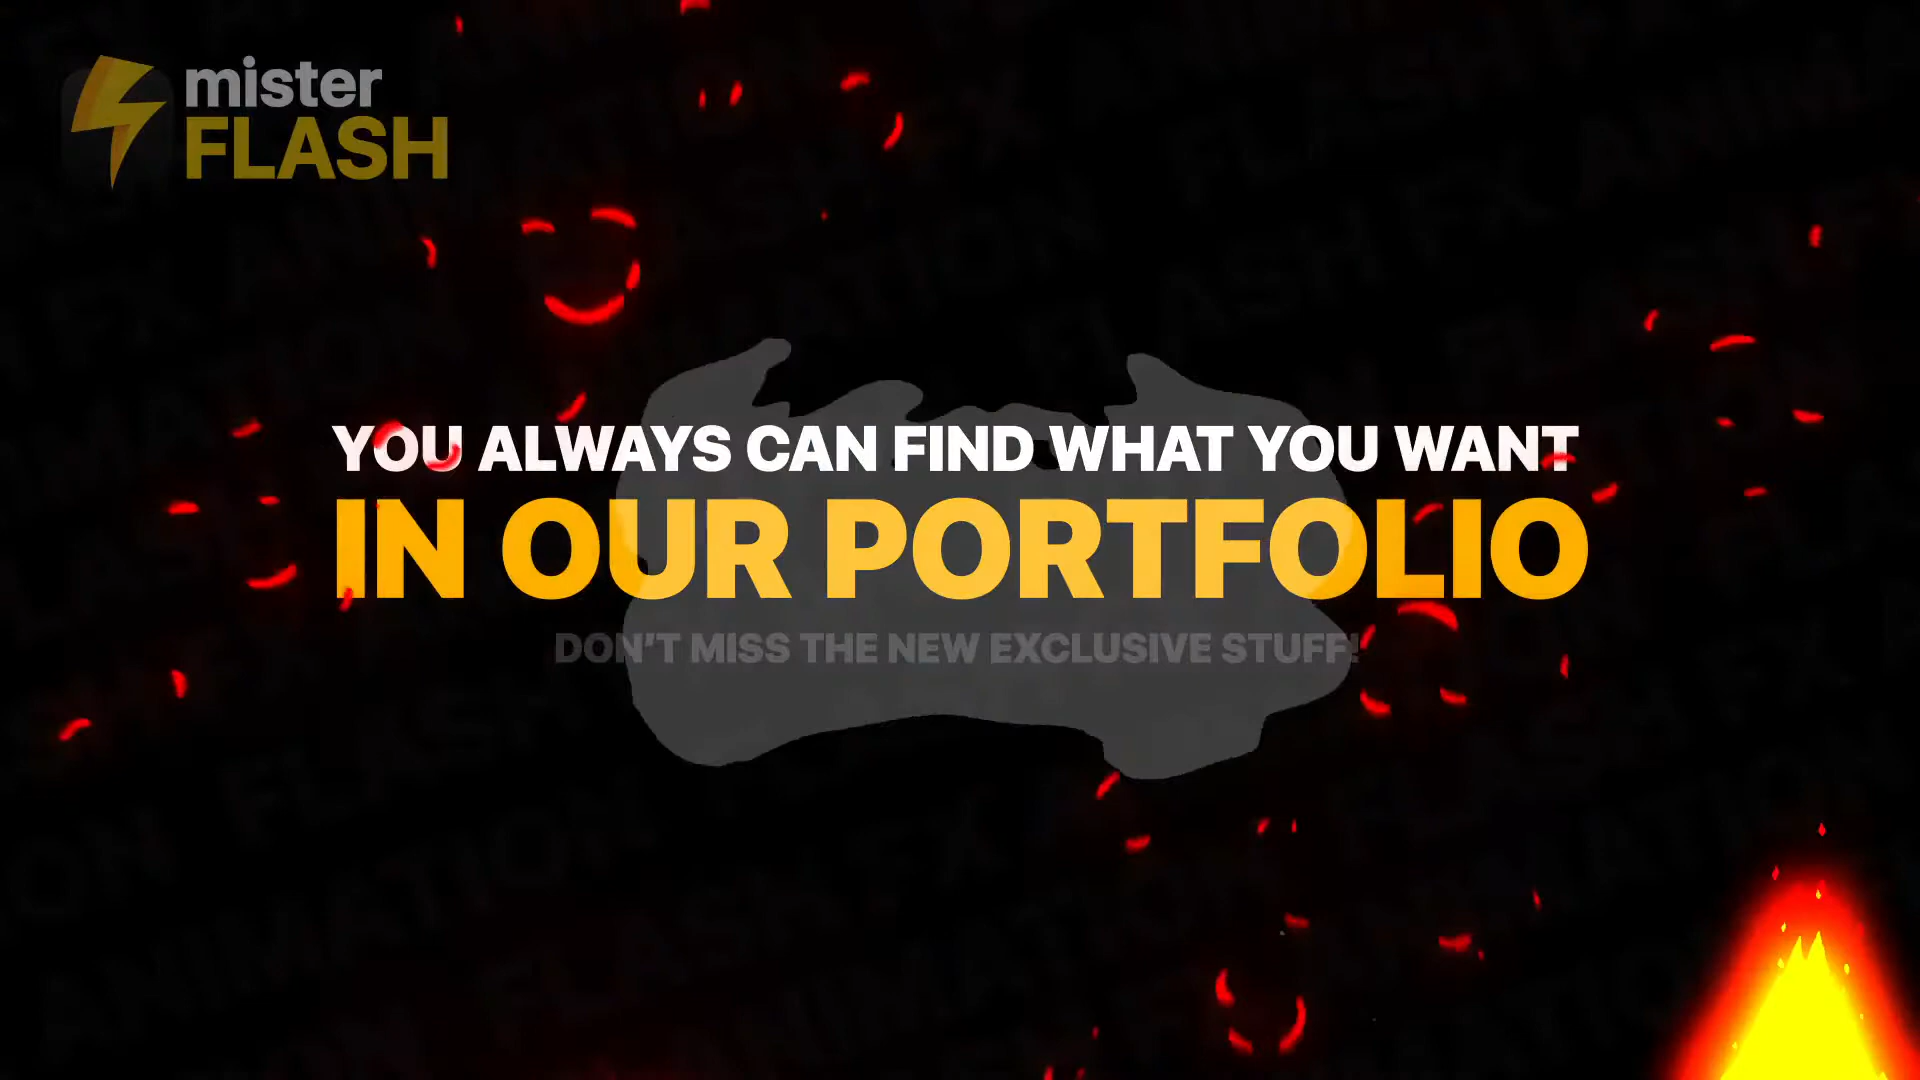 mister
FLASH
YOU ALWAYS CAN FIND WHAT YOU WANT
IN OUR PORTFOLIO
DON'T MISS THE NEW EXCLUSIVE STUFF!